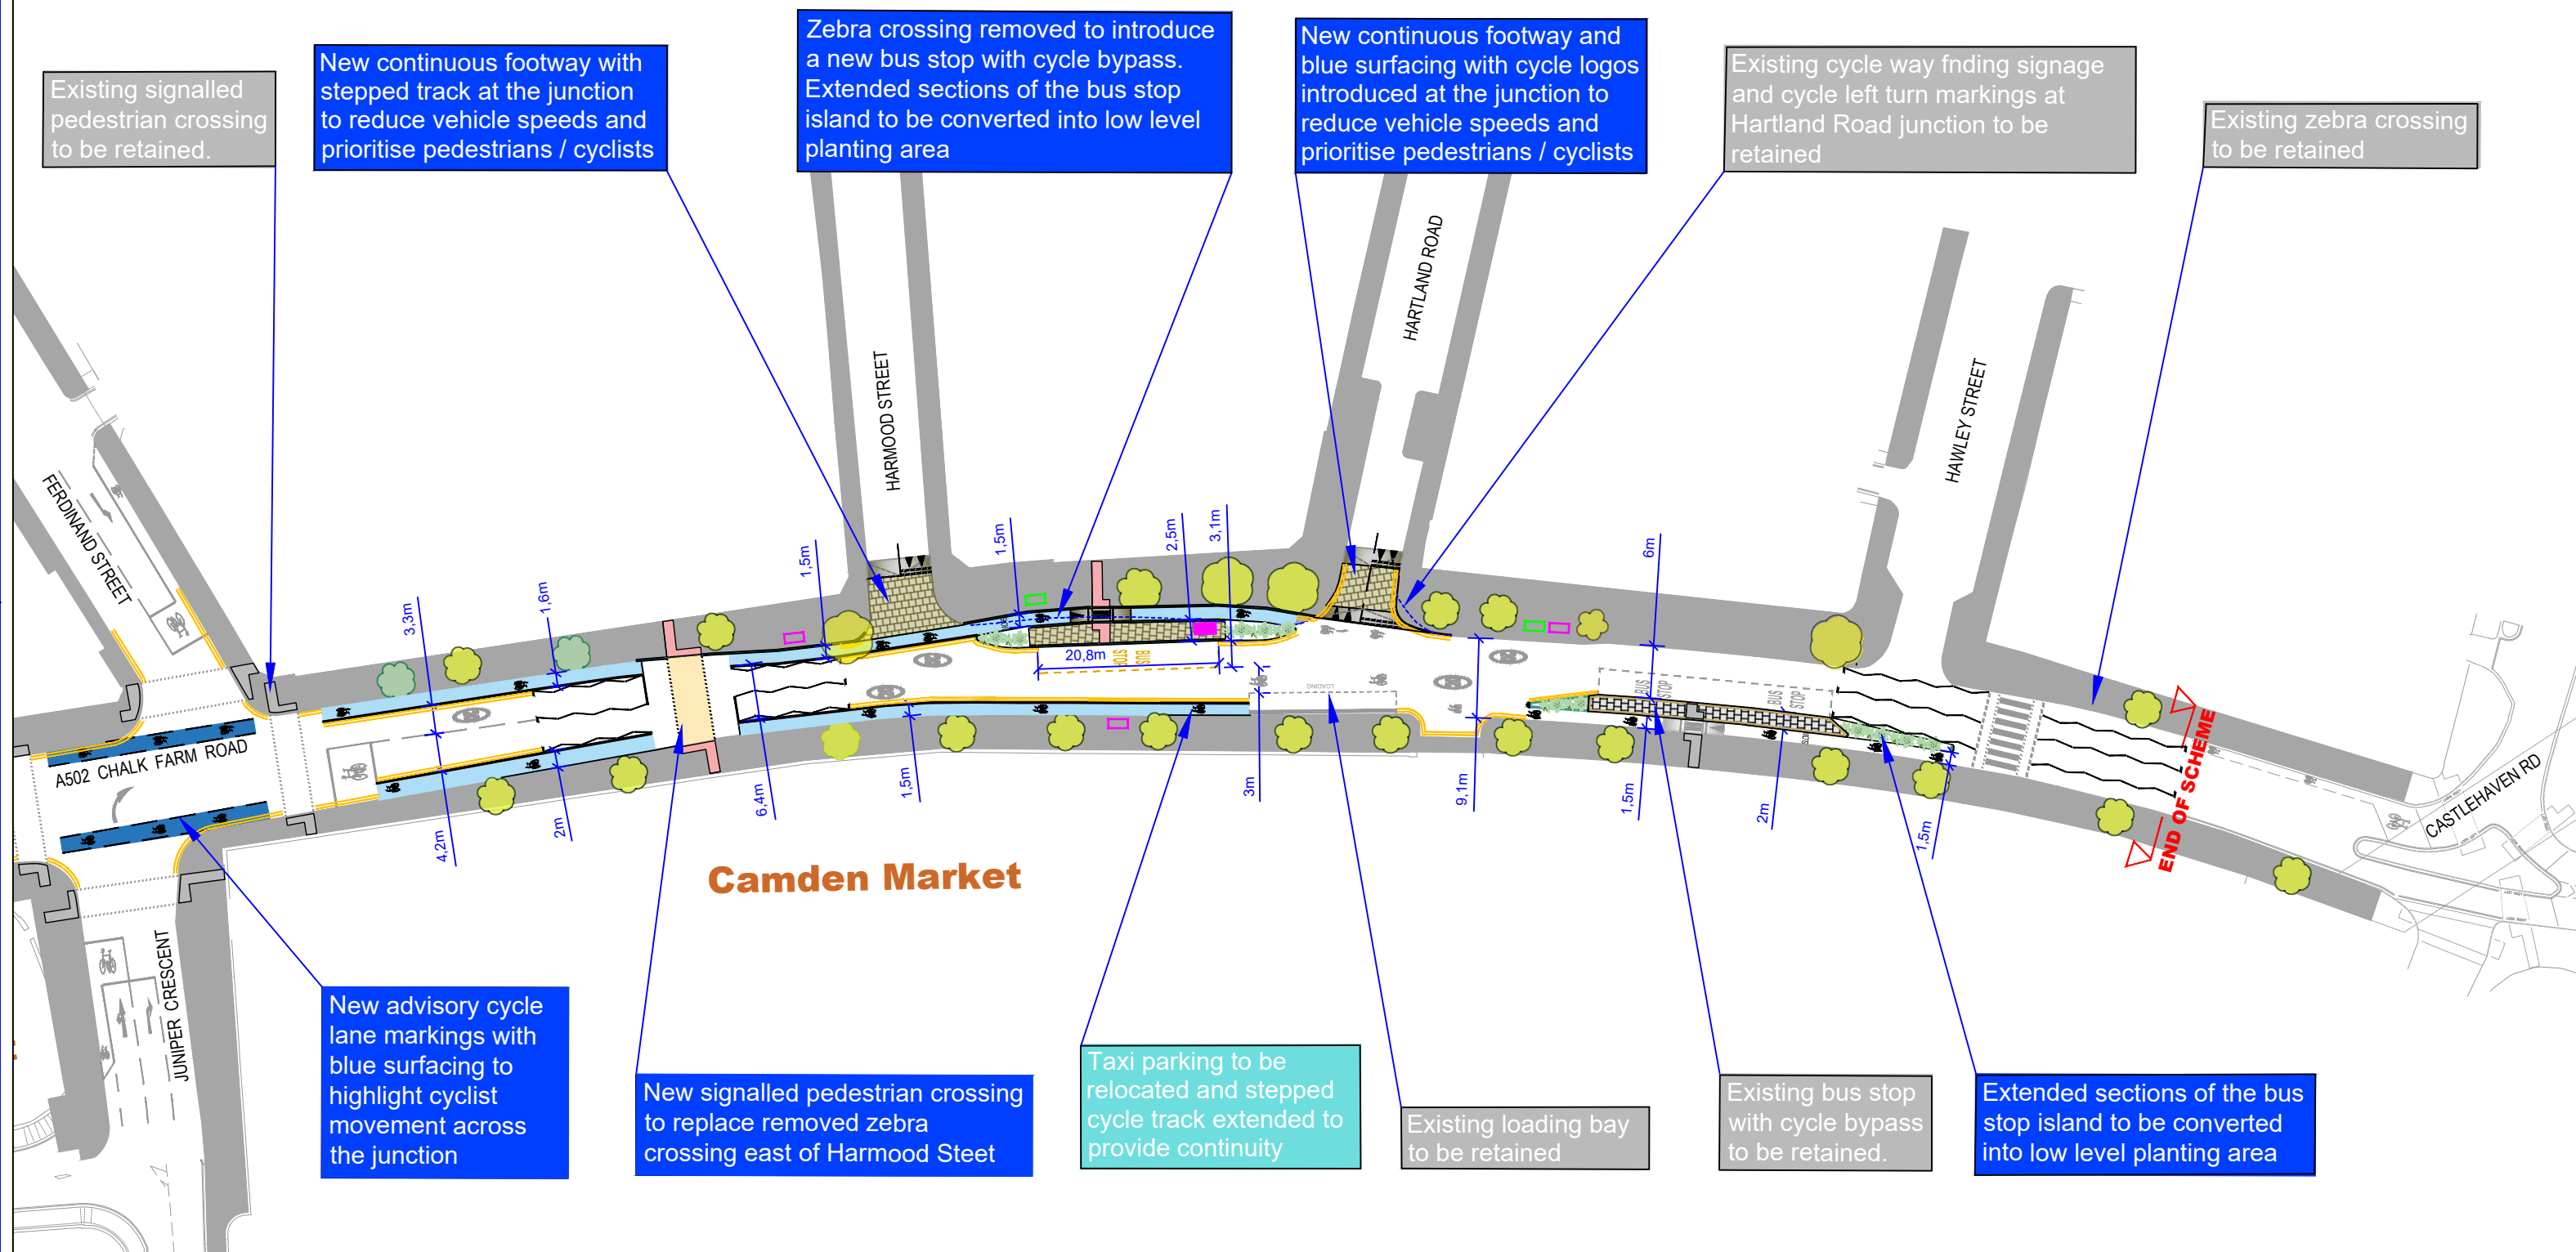 Existing signalled
pedestrian crossing
to be retained.
New continuous footway with
stepped track at the junction
to reduce vehicle speeds and
prioritise pedestrians / cyclists
Zebra crossing removed to introduce
a new bus stop with cycle bypass.
Extended sections of the bus stop
island to be converted into low level
planting area
New continuous footway and
blue surfacing with cycle logos
introduced at the junction to
reduce vehicle speeds and
prioritise pedestrians / cyclists
Existing cycle way fnding signage
and cycle left turn markings at
Hartland Road junction to be
retained
Existing zebra crossing
to be retained
FERDINAND STREET
HARMOOD STREET
HARTLAND ROAD
HAWLEY STREET
CASTLEHAVEN RD
A502 CHALK FARM ROAD
JUNIPER CRESCENT
3,3m
1,6m
1,5m
1,5m
2,5m
3,1m
6m
20,8m
BUS
STOP
LOADING
BUS
STOP
BUS
STOP
4,2m
2m
6,4m
1,5m
3m
9,1m
1,5m
2m
1,5m
END OF SCHEME
Camden Market
New advisory cycle
lane markings with
blue surfacing to
highlight cyclist
movement across
the junction
New signalled pedestrian crossing
to replace removed zebra
crossing east of Harmood Steet
Taxi parking to be
relocated and stepped
cycle track extended to
provide continuity
Existing loading bay
to be retained
Existing bus stop
with cycle bypass
to be retained.
Extended sections of the bus
stop island to be converted
into low level planting area